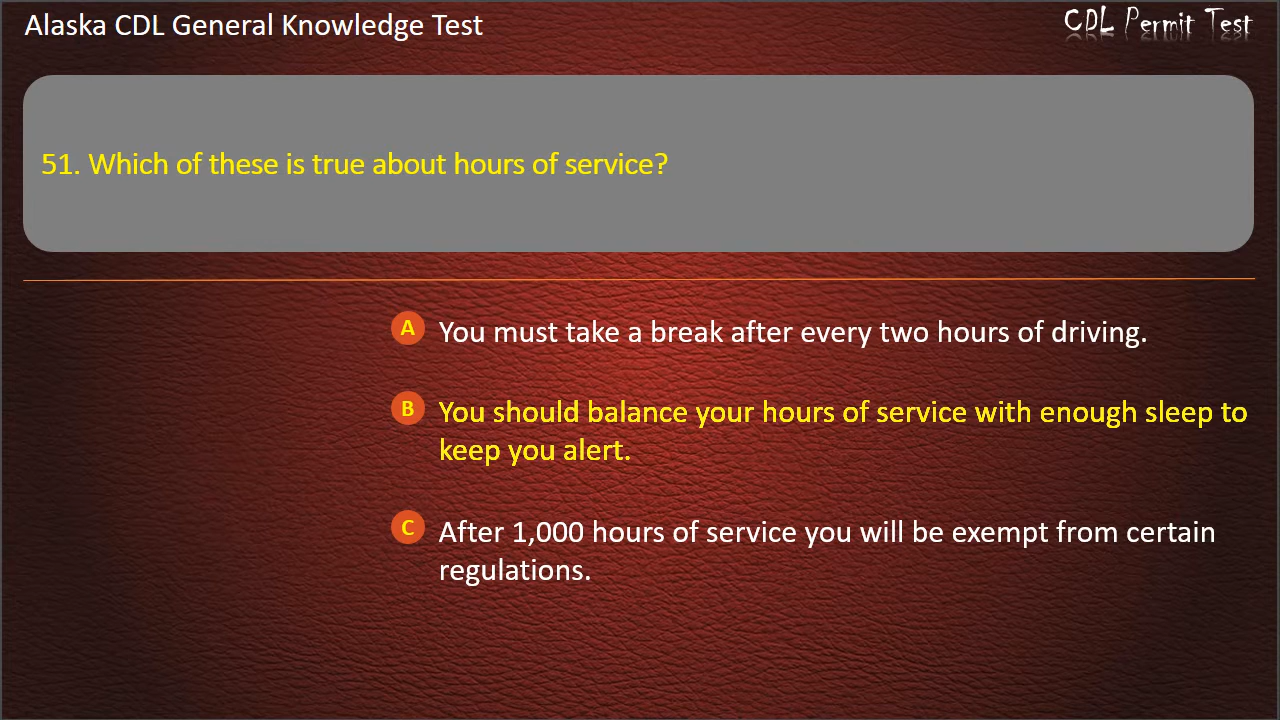 Alaska CDL General Knowledge Test
CDL Permit Test
51. Which of these is true about hours of service?
A You must take a break after every two hours of driving.
B You should balance your hours of service with enough sleep to
keep you alert.
C After 1,000 hours of service you will be exempt from certain
regulations.